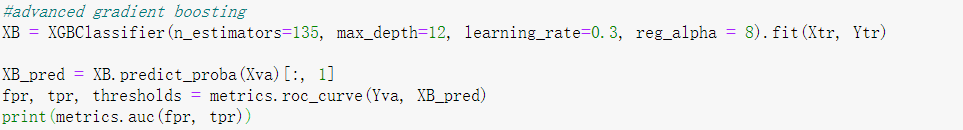 #advanced gradient boosting
XB = XGBClassifier(n_estimators=135, max_depth=12, learning_rate=0.3, reg_alpha = 8).fit(Xtr, Ytr)
XB_pred = XB.predict_proba(Xva)[:, 1]
fpr, tpr, thresholds = metrics.roc_curve(Yva, XB_pred)
print(metrics.auc(fpr, tpr))